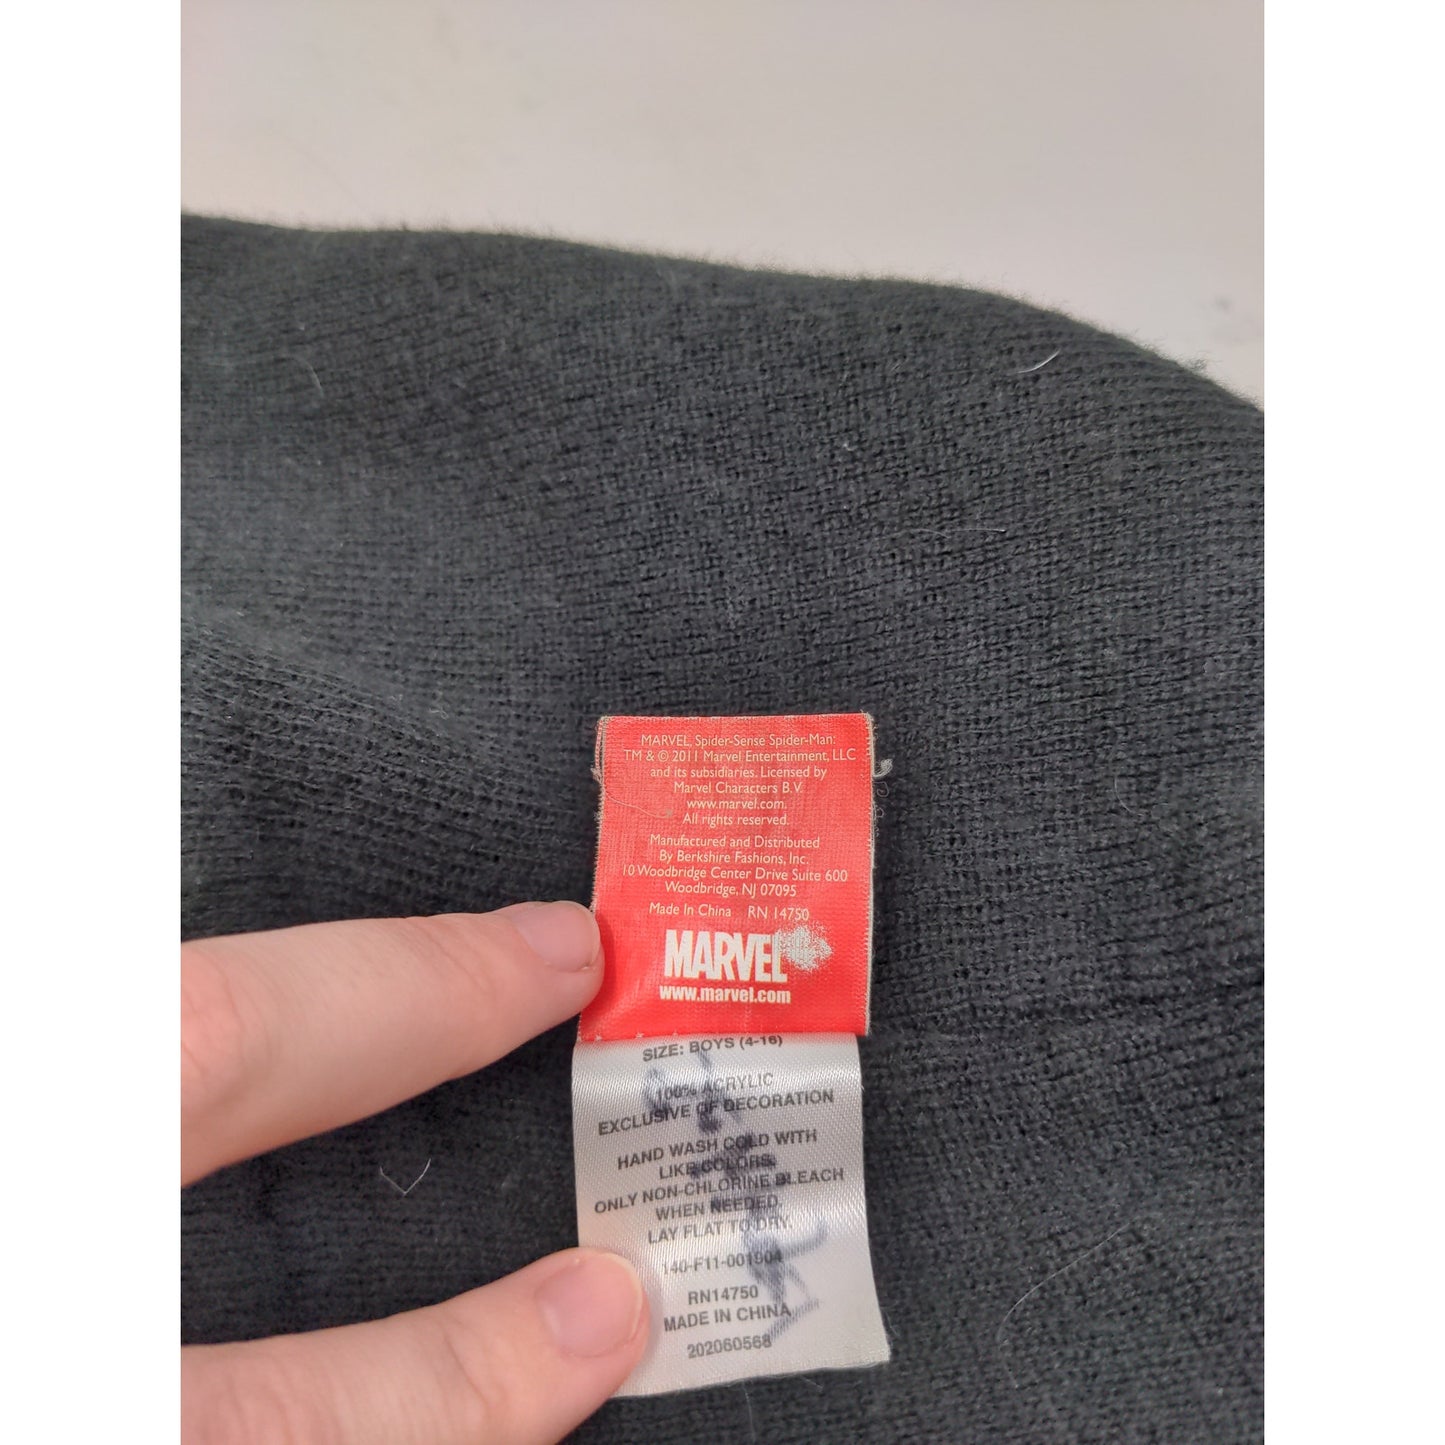 MARVEL, Spider-Sense Spider-Man:
TM & © 2011 Marvel Entertainment, LLC
and its subsidiaries. Licensed by
Marvel Characters B.V.
www.marvel.com.
All rights reserved.
Manufactured and Distributed
By Berkshire Fashions, Inc.
10 Woodbridge Center Drive Suite 600
Woodbridge, NJ 07095
Made In China RN 14750
MARVEL
www.marvel.com
SIZE: BOYS (4-16)
100% ACRYLIC
EXCLUSIVE OF DECORATION
HAND WASH COLD WITH
LIKE COLORS.
ONLY NON-CHLORINE BLEACH
WHEN NEEDED.
LAY FLAT TO DRY.
140-F11-001904
RN14750
MADE IN CHINA
202060568